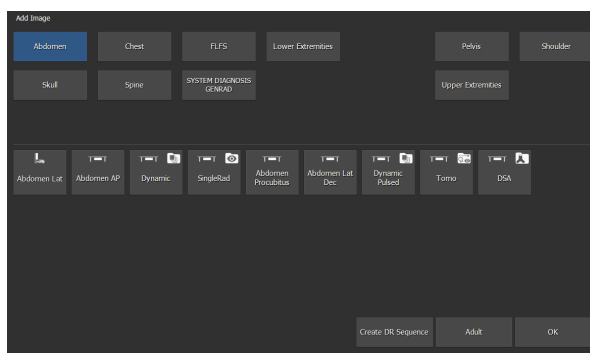 Add Image
Abdomen Chest FLFS Lower Extremities Pelvis Shoulder
Skull Spine SYSTEM DIAGNOSIS
GENRAD Upper Extremities
Abdomen Lat Abdomen AP Dynamic SingleRad Abdomen
Procubitus Abdomen Lat
Dec Dynamic
Pulsed Tomo DSA
Create DR Sequence Adult OK